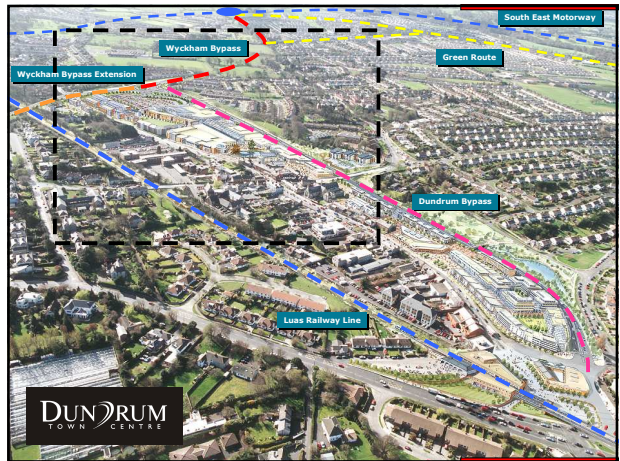 South East Motorway
Wyckham Bypass
Green Route
Wyckham Bypass Extension
Dundrum Bypass
Luas Railway Line
DUNDRUM
TOWN CENTRE